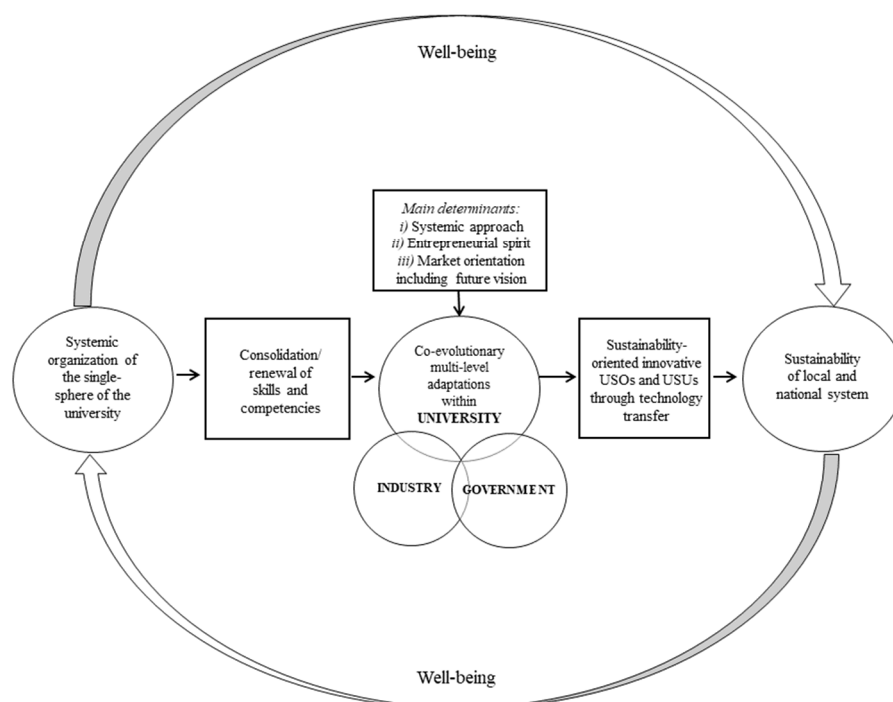 Well-being
Main determinants:
i) Systemic approach
ii) Entrepreneurial spirit
iii) Market orientation
including future vision
Systemic
organization of
the single-
sphere of the
university
Consolidation/
renewal of
skills and
competencies
Co-evolutionary
multi-level
adaptations
within
UNIVERSITY
INDUSTRY
GOVERNMENT
Sustainability-
oriented innovative
USOs and USUs
through technology
transfer
Sustainability
of local and
national system
Well-being